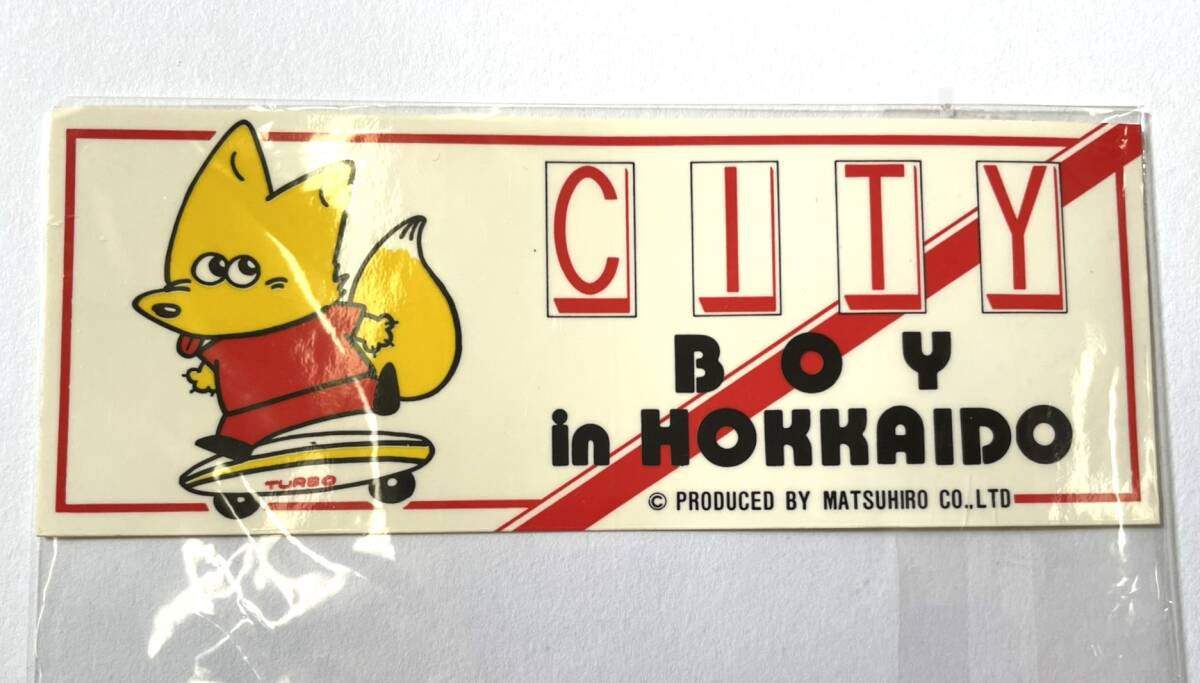 CITY
BOY
in HOKKAIDO
© PRODUCED BY MATSUHIRO CO.,LTD
TURBO